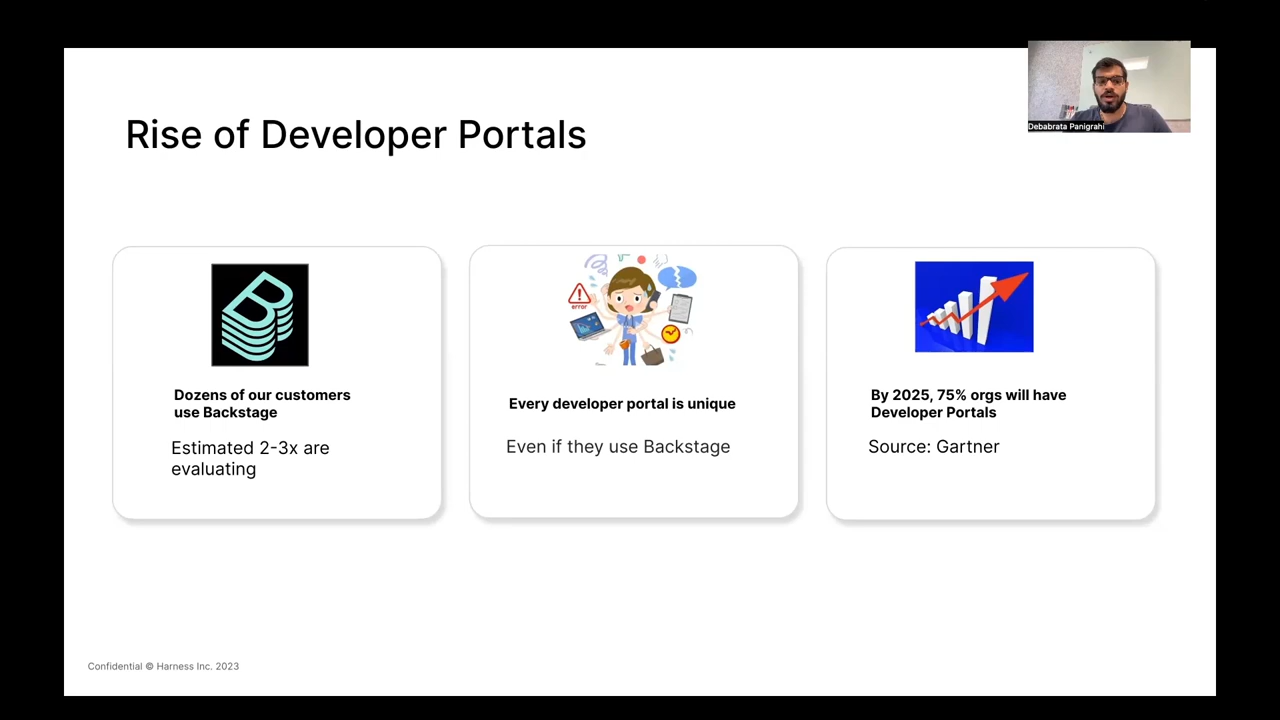 Debabrata Panigrahi
Rise of Developer Portals
Dozens of our customers
use Backstage
Estimated 2-3x are
evaluating
error
Every developer portal is unique
Even if they use Backstage
By 2025, 75% orgs will have
Developer Portals
Source: Gartner
Confidential © Harness Inc. 2023